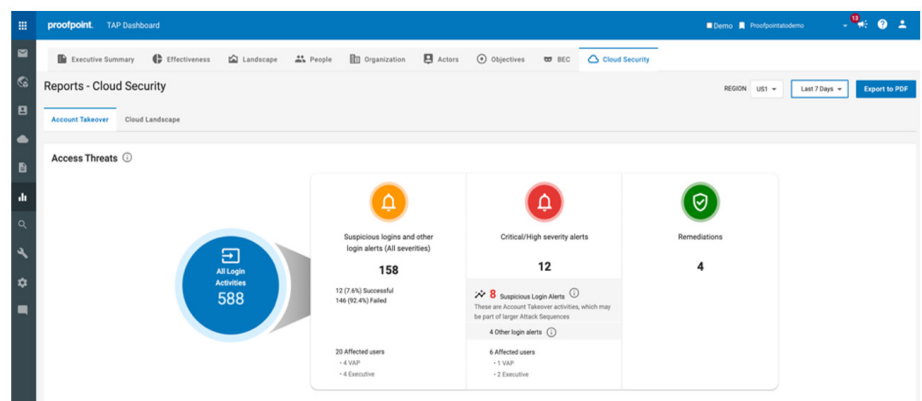 proofpoint. TAP Dashboard
Demo Proofpointatodemo 13
Executive Summary Effectiveness Landscape People Organization Actors Objectives BEC Cloud Security
Reports - Cloud Security
REGION US1 Last 7 Days Export to PDF
Account Takeover Cloud Landscape
Access Threats
All Login
Activities
588
Suspicious logins and other
login alerts (All severities)
158
12 (7.6%) Successful
146 (92.4%) Failed
20 Affected users
• 4 VAP
• 4 Executive
Critical/High severity alerts
12
8 Suspicious Login Alerts
These are Account Takeover activities, which may
be part of larger Attack Sequences
4 Other login alerts
6 Affected users
• 1 VAP
• 2 Executive
Remediations
4